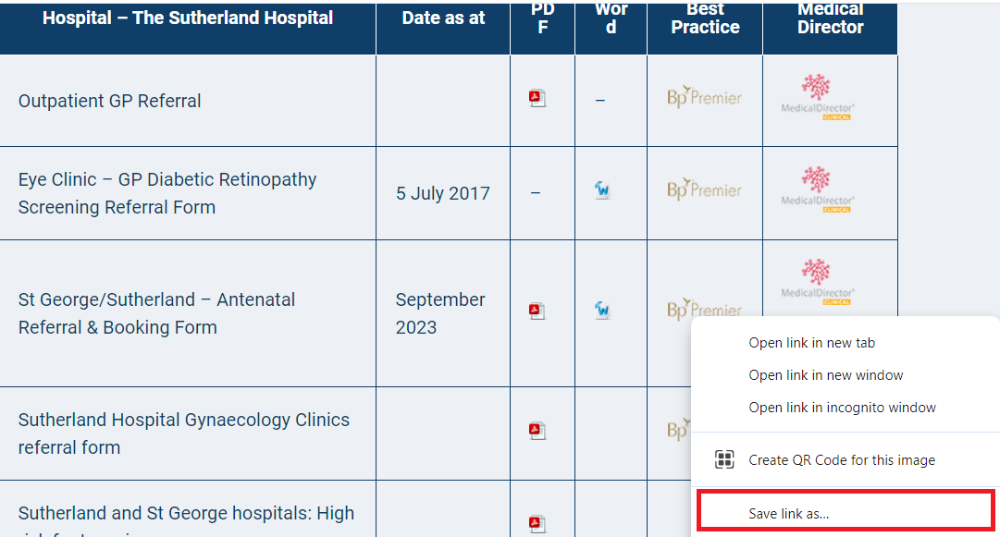 Hospital – The Sutherland Hospital
Date as at
PD
F
Wor
d
Best
Practice
Medical
Director
Outpatient GP Referral
–
Bp Premier
MedicalDirector
CLINICAL
Eye Clinic – GP Diabetic Retinopathy
Screening Referral Form
5 July 2017
–
W
Bp Premier
MedicalDirector
CLINICAL
St George/Sutherland – Antenatal
Referral & Booking Form
September
2023
W
Bp Premier
MedicalDirector
CLINICAL
Open link in new tab
Open link in new window
Open link in incognito window
Sutherland Hospital Gynaecology Clinics
referral form
Bp
Create QR Code for this image
Sutherland and St George hospitals: High
Save link as...